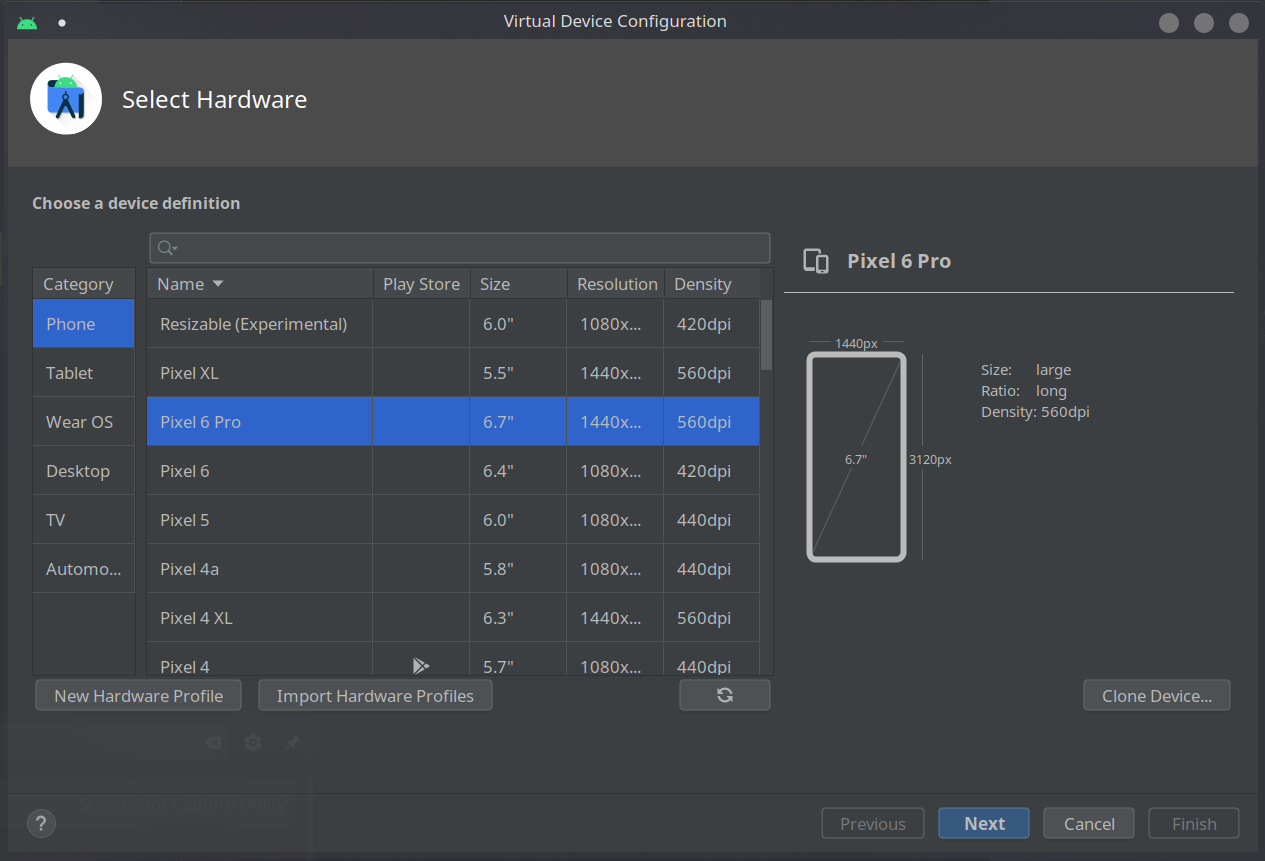 Virtual Device Configuration
Select Hardware
Choose a device definition
Category
Phone
Tablet
Wear OS
Desktop
TV
Automo...
Name Play Store Size Resolution Density
Resizable (Experimental) 6.0" 1080x... 420dpi
Pixel XL 5.5" 1440x... 560dpi
Pixel 6 Pro 6.7" 1440x... 560dpi
Pixel 6 6.4" 1080x... 420dpi
Pixel 5 6.0" 1080x... 440dpi
Pixel 4a 5.8" 1080x... 440dpi
Pixel 4 XL 6.3" 1440x... 560dpi
Pixel 4 5.7" 1080x... 440dpi
Pixel 6 Pro
1440px
6.7"
3120px
Size: large
Ratio: long
Density: 560dpi
New Hardware Profile Import Hardware Profiles Clone Device...
Screenshot Capture Utility
? Previous Next Cancel Finish